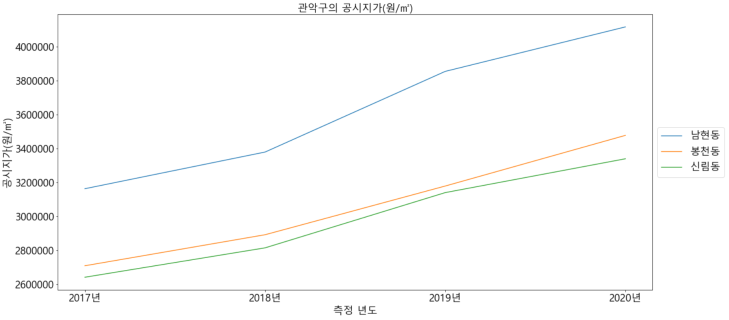 관악구의 공시지가(원/㎡)
공시지가(원/㎡)
4000000
3800000
3600000
3400000
3200000
3000000
2800000
2600000
2017년 2018년 2019년 2020년
측정 년도
남현동
봉천동
신림동